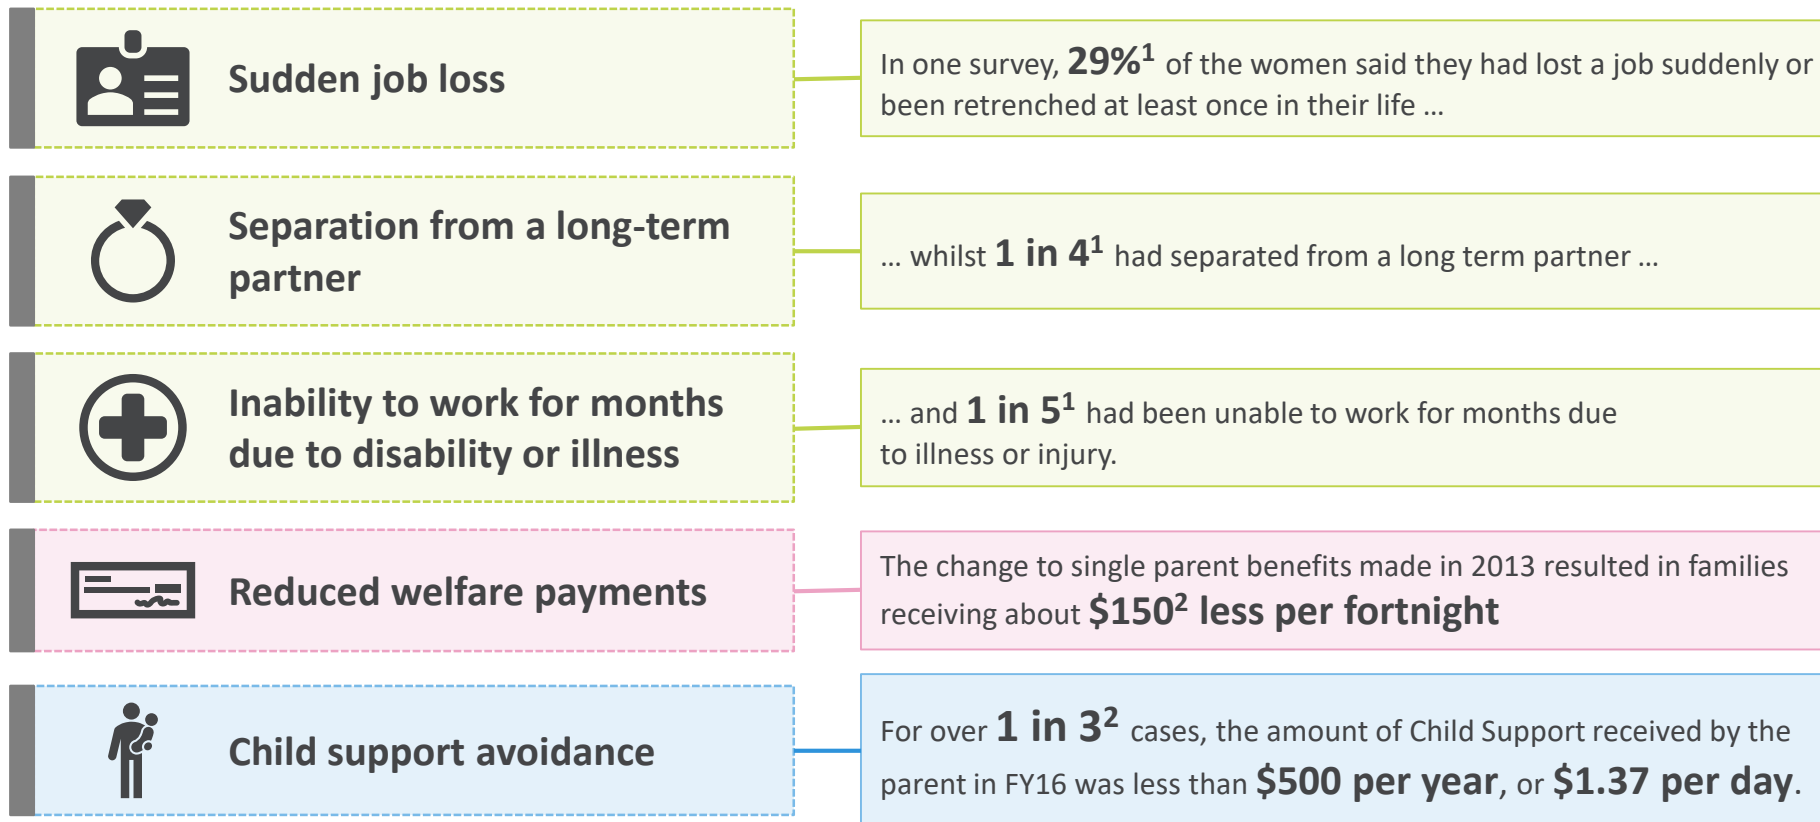 Sudden job loss
In one survey, 29%¹ of the women said they had lost a job suddenly or
been retrenched at least once in their life ...
Separation from a long-term
partner
... whilst 1 in 4¹ had separated from a long term partner ...
Inability to work for months
due to disability or illness
... and 1 in 5¹ had been unable to work for months due
to illness or injury.
Reduced welfare payments
The change to single parent benefits made in 2013 resulted in families
receiving about $150² less per fortnight
Child support avoidance
For over 1 in 3² cases, the amount of Child Support received by the
parent in FY16 was less than $500 per year, or $1.37 per day.